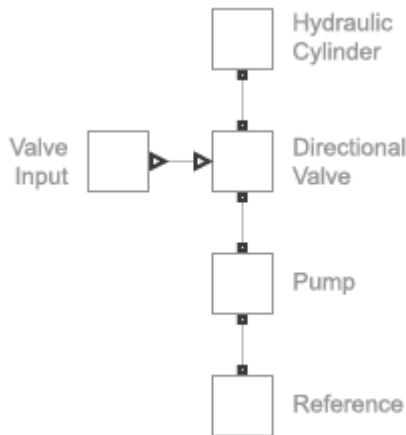 Hydraulic
Cylinder
Valve
Input
Directional
Valve
Pump
Reference